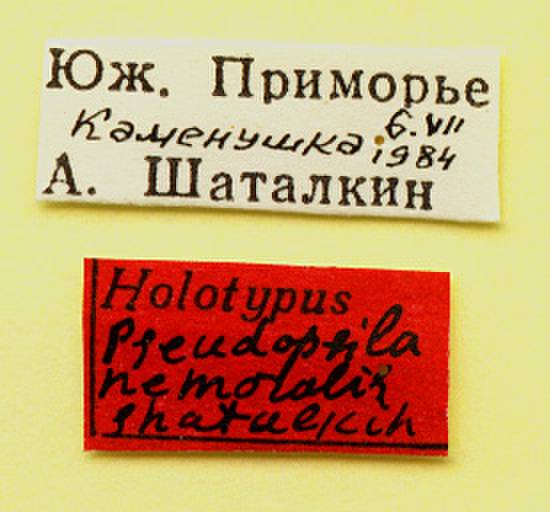 Юж. Приморье
Каменушка 6.VII
1984
А. Шаталкин
Holotypus
Pseudopsila
nemoralis
shatalkin